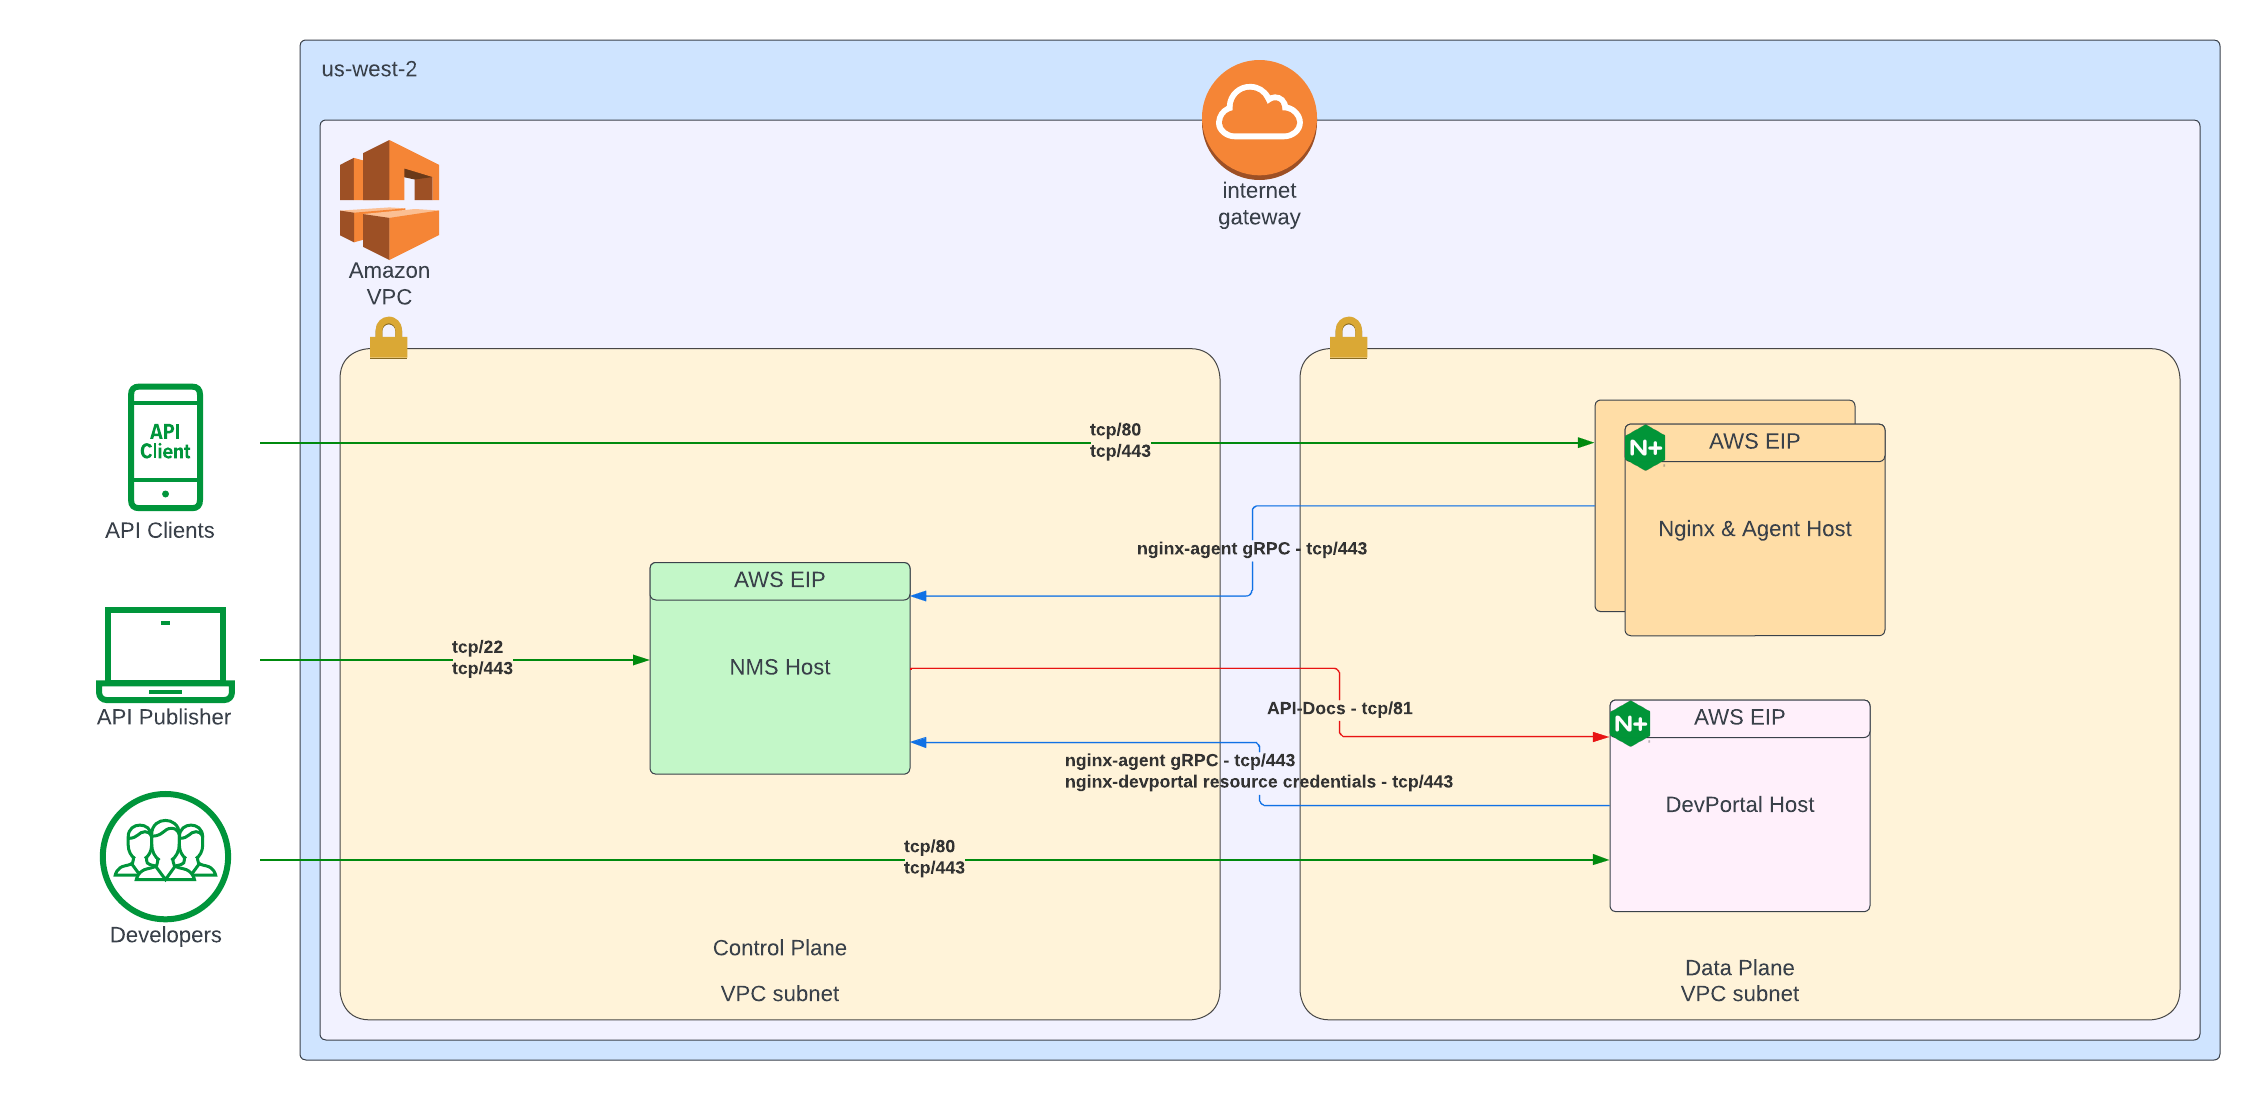 us-west-2
internet
gateway
Amazon
VPC
API
Client
API Clients
tcp/80
tcp/443
N+
AWS EIP
Nginx & Agent Host
nginx-agent gRPC - tcp/443
AWS EIP
NMS Host
tcp/22
tcp/443
API Publisher
API-Docs - tcp/81
N+
AWS EIP
DevPortal Host
nginx-agent gRPC - tcp/443
nginx-devportal resource credentials - tcp/443
tcp/80
tcp/443
Developers
Control Plane
VPC subnet
Data Plane
VPC subnet